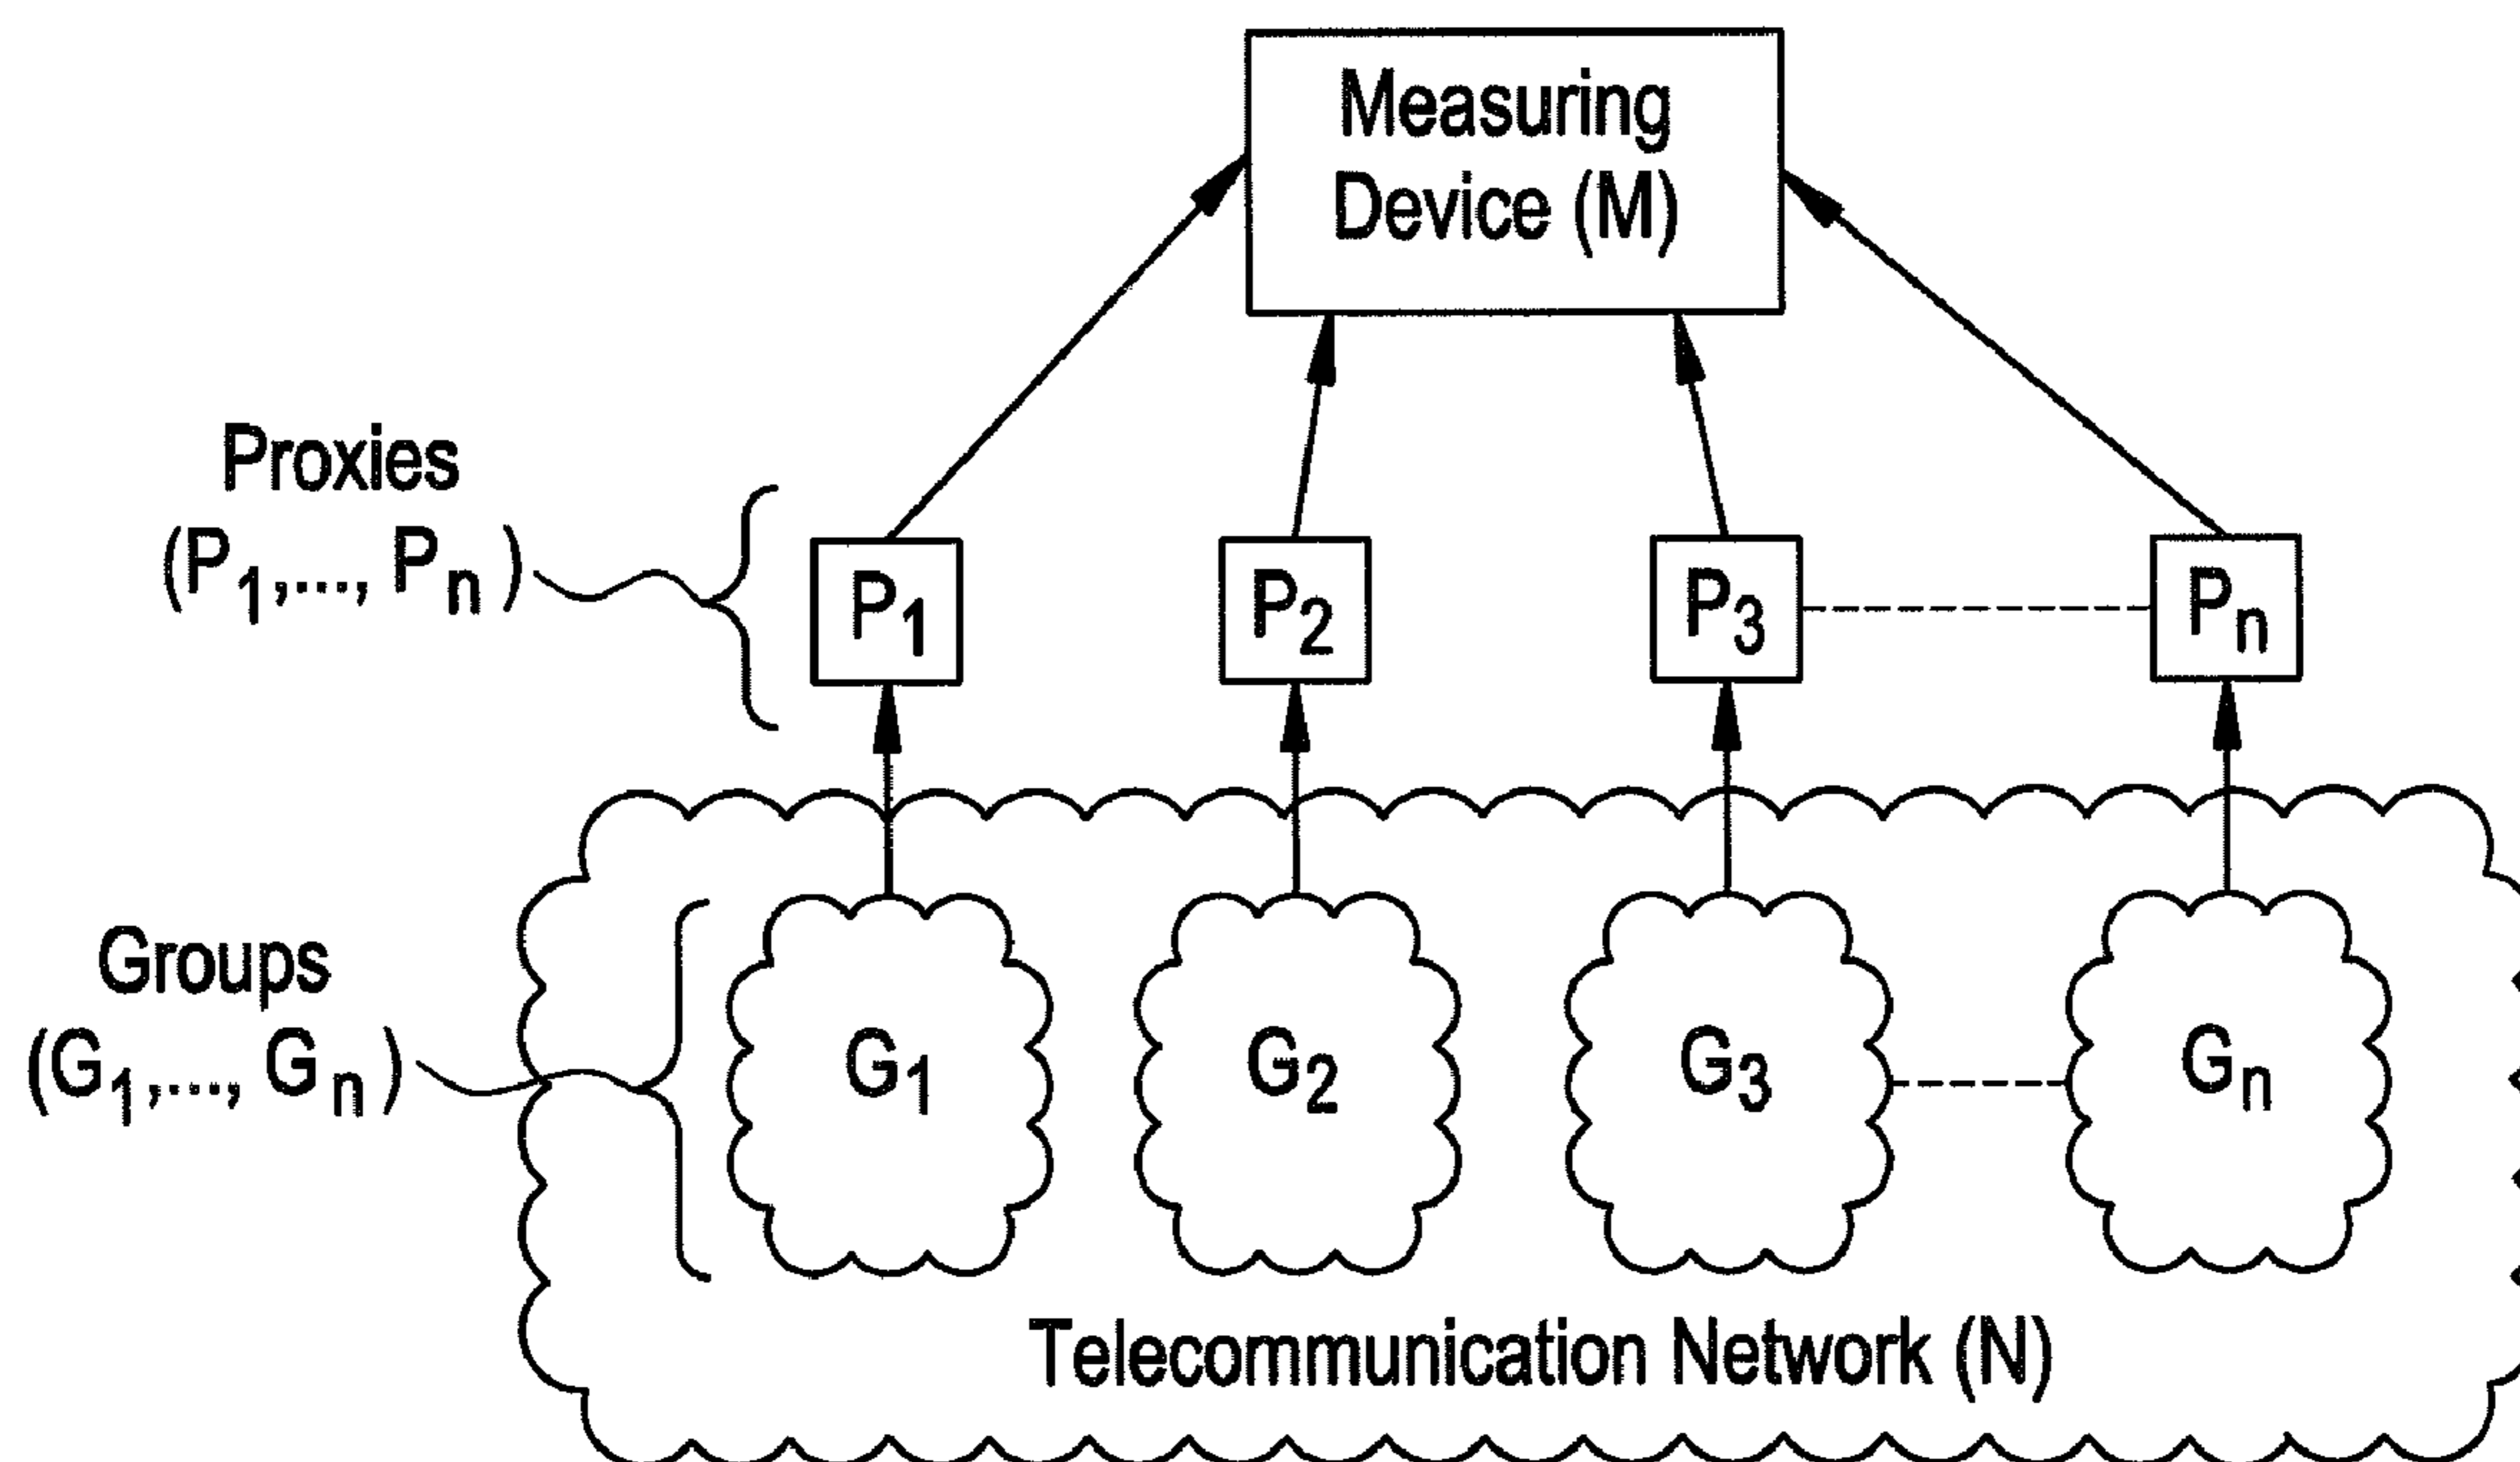 Measuring
Device (M)
Proxies
(P1,..., Pn)
P1
P2
P3
Pn
Groups
(G1,..., Gn)
G1
G2
G3
Gn
Telecommunication Network (N)